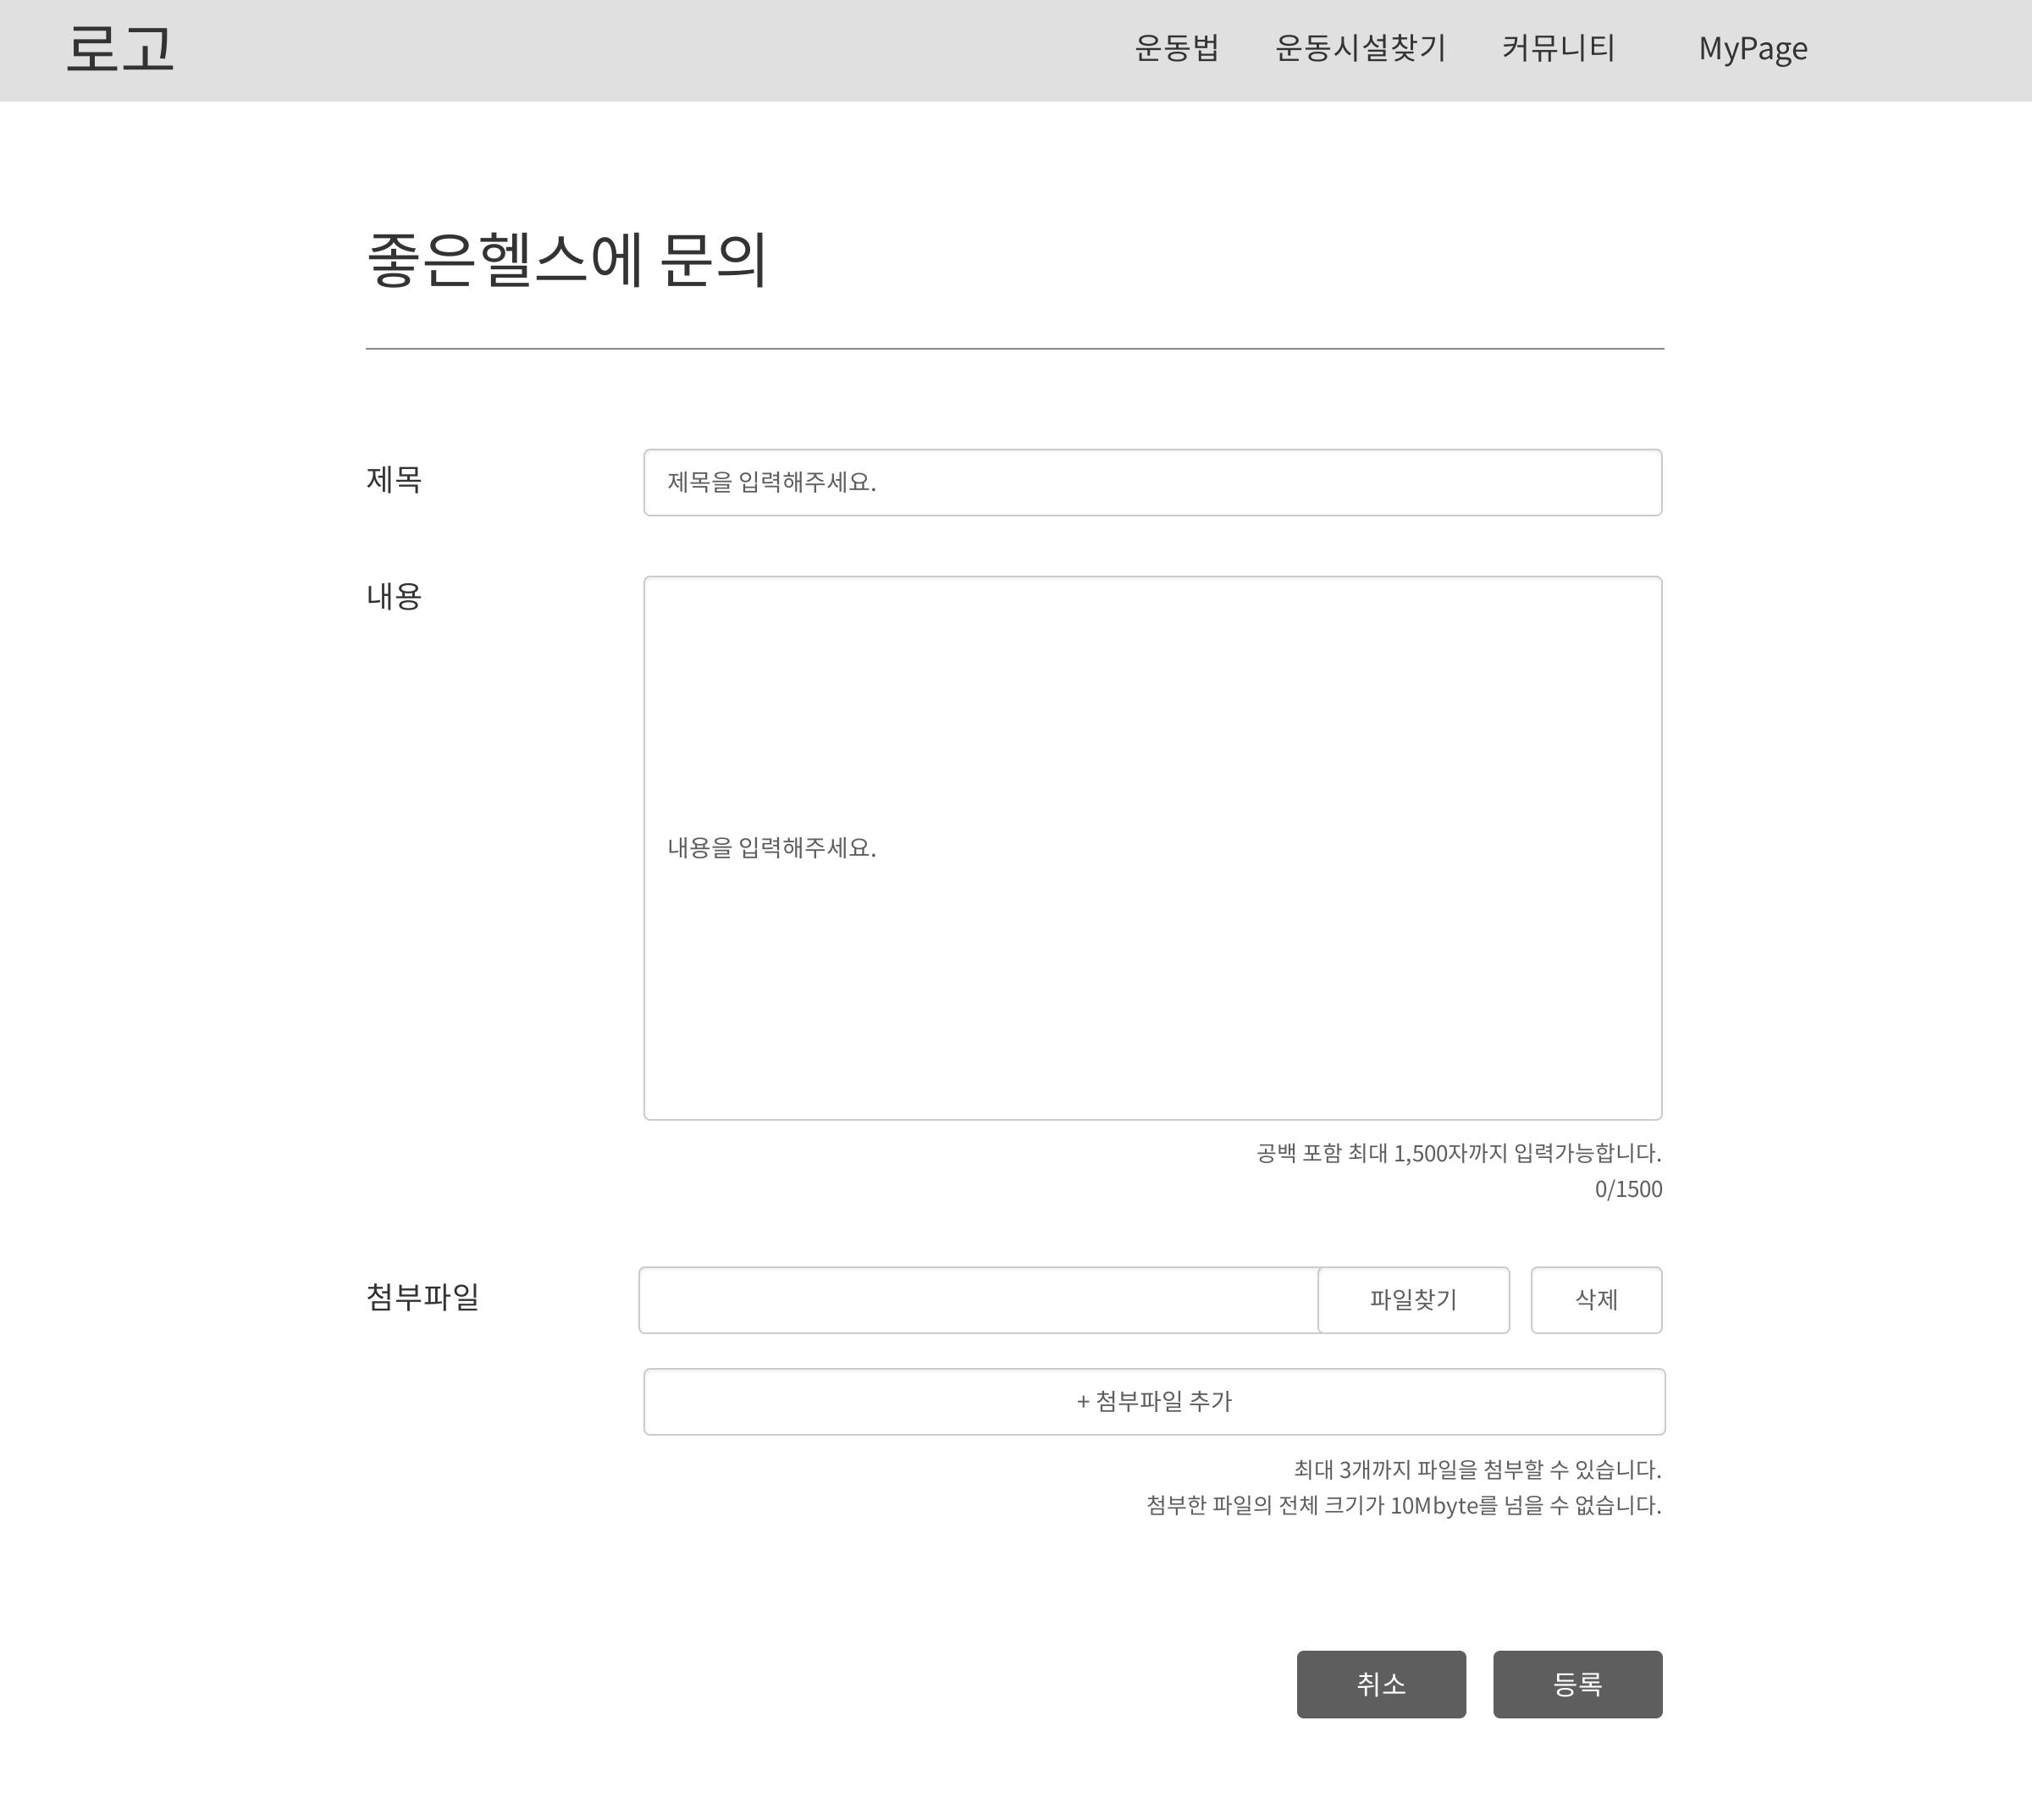 로고
운동법 운동시설찾기 커뮤니티 MyPage
좋은헬스에 문의
제목
제목을 입력해주세요.
내용
내용을 입력해주세요.
공백 포함 최대 1,500자까지 입력가능합니다.
0/1500
첨부파일
파일찾기 삭제
+ 첨부파일 추가
최대 3개까지 파일을 첨부할 수 있습니다.
첨부한 파일의 전체 크기가 10Mbyte를 넘을 수 없습니다.
취소 등록